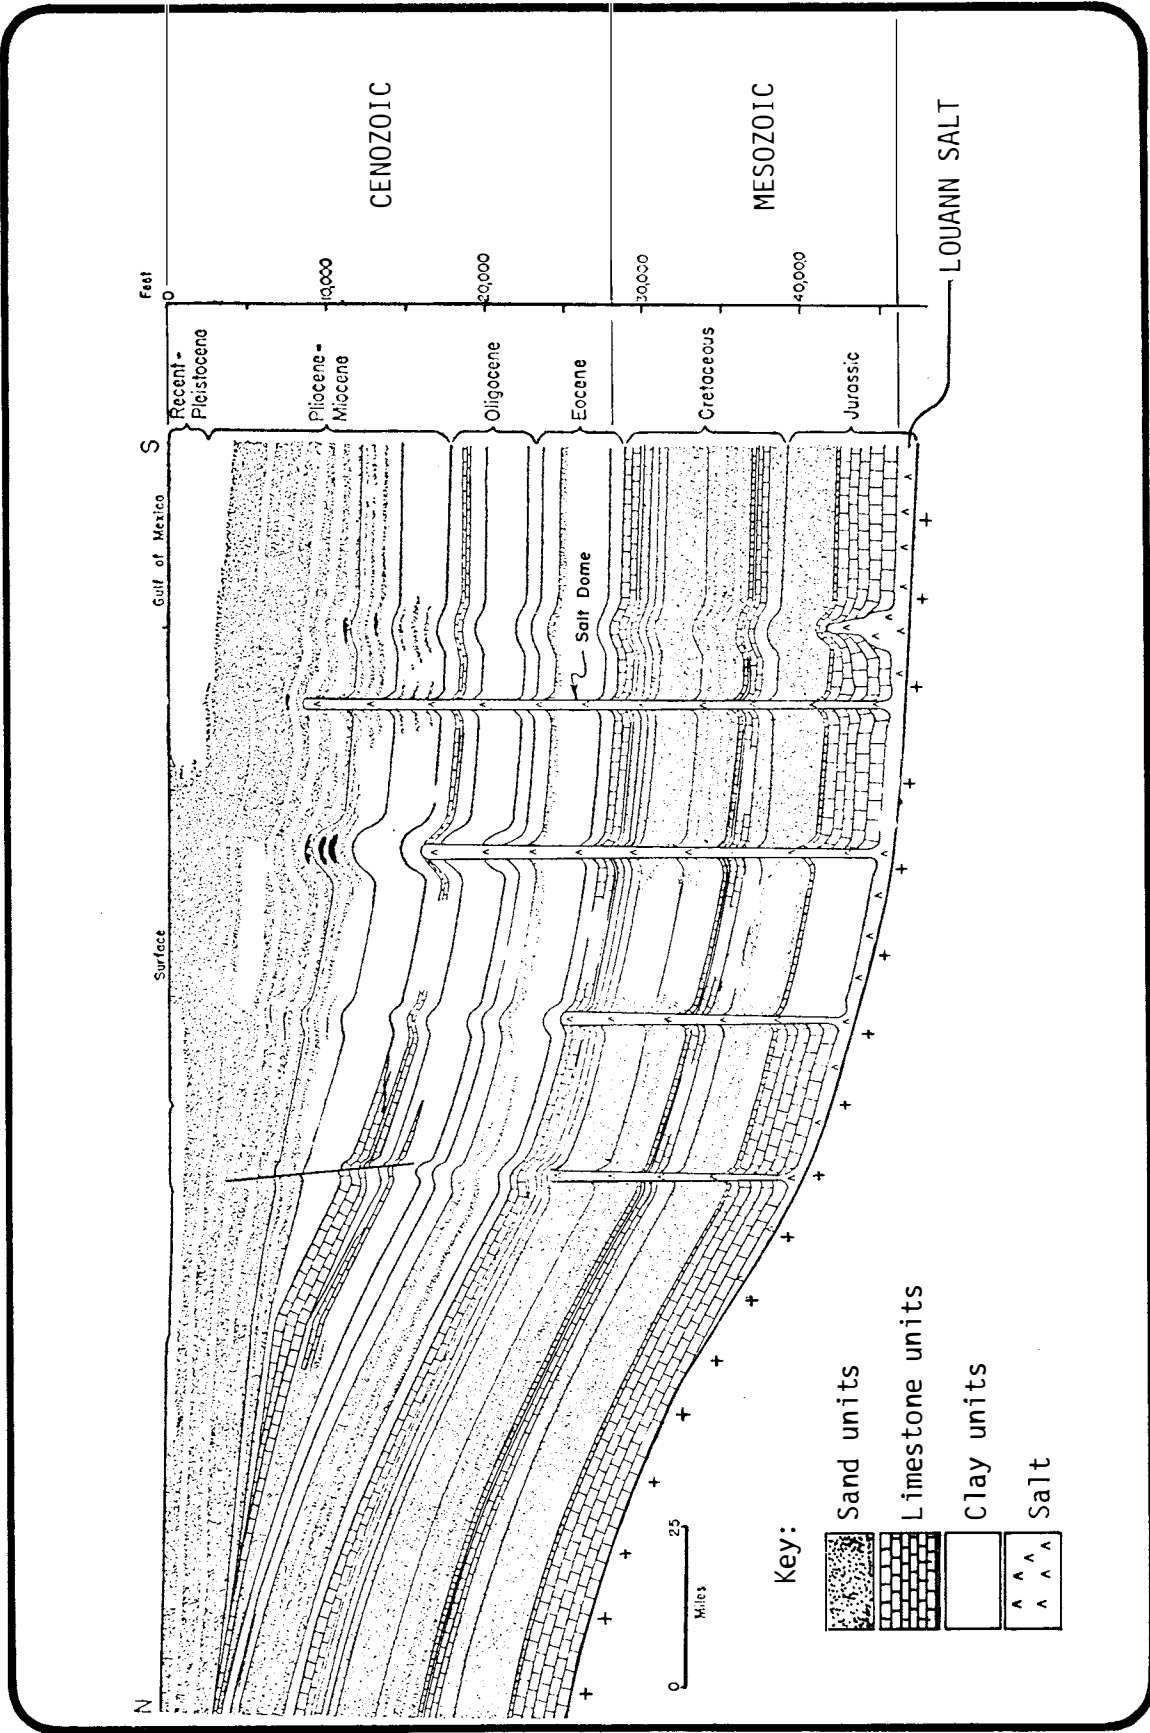 N
S
Surface
Gulf of Mexico
Feet
0
10,000
20,000
30,000
40,000
Recent-
Pleistocene
Pliocene-
Miocene
Oligocene
Eocene
Cretaceous
Jurassic
CENOZOIC
MESOZOIC
LOUANN SALT
Salt Dome
0
25
Miles
Key:
Sand units
Limestone units
Clay units
Salt